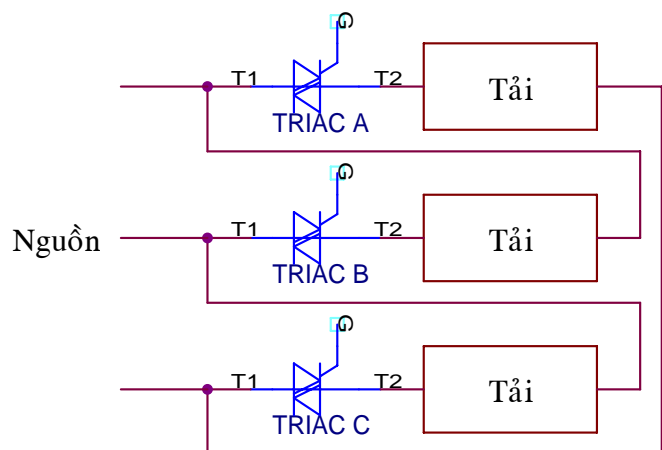 G
T1 T2 Tải
TRIAC A
G
Nguồn T1 T2 Tải
TRIAC B
G
T1 T2 Tải
TRIAC C